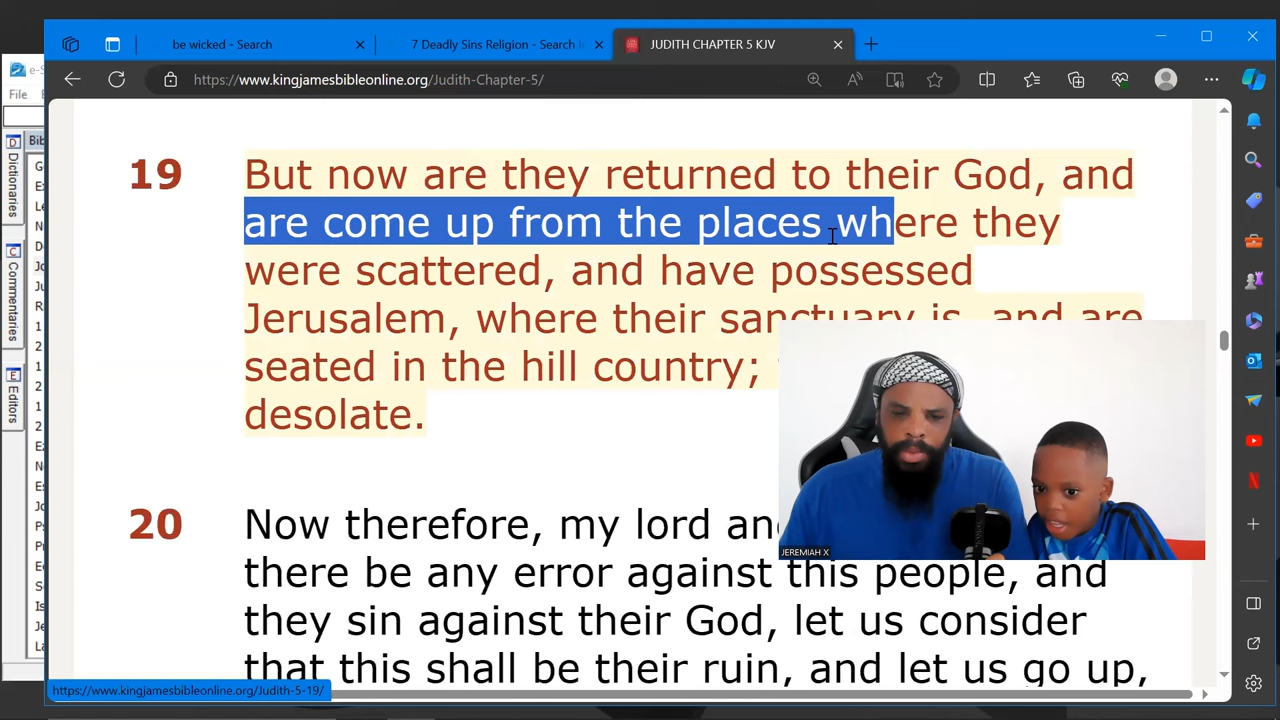 be wicked - Search
7 Deadly Sins Religion - Search
JUDITH CHAPTER 5 KJV
File
https://www.kingjamesbibleonline.org/Judith-Chapter-5/
Dictionaries
Commentaries
Editors
19 But now are they returned to their God, and
are come up from the places where they
were scattered, and have possessed
Jerusalem, where their sanctuary is, and are
seated in the hill country;
desolate.
20 Now therefore, my lord
there be any error against this people, and
they sin against their God, let us consider
that this shall be their ruin, and let us go up,
JEREMIAH X
https://www.kingjamesbibleonline.org/Judith-5-19/